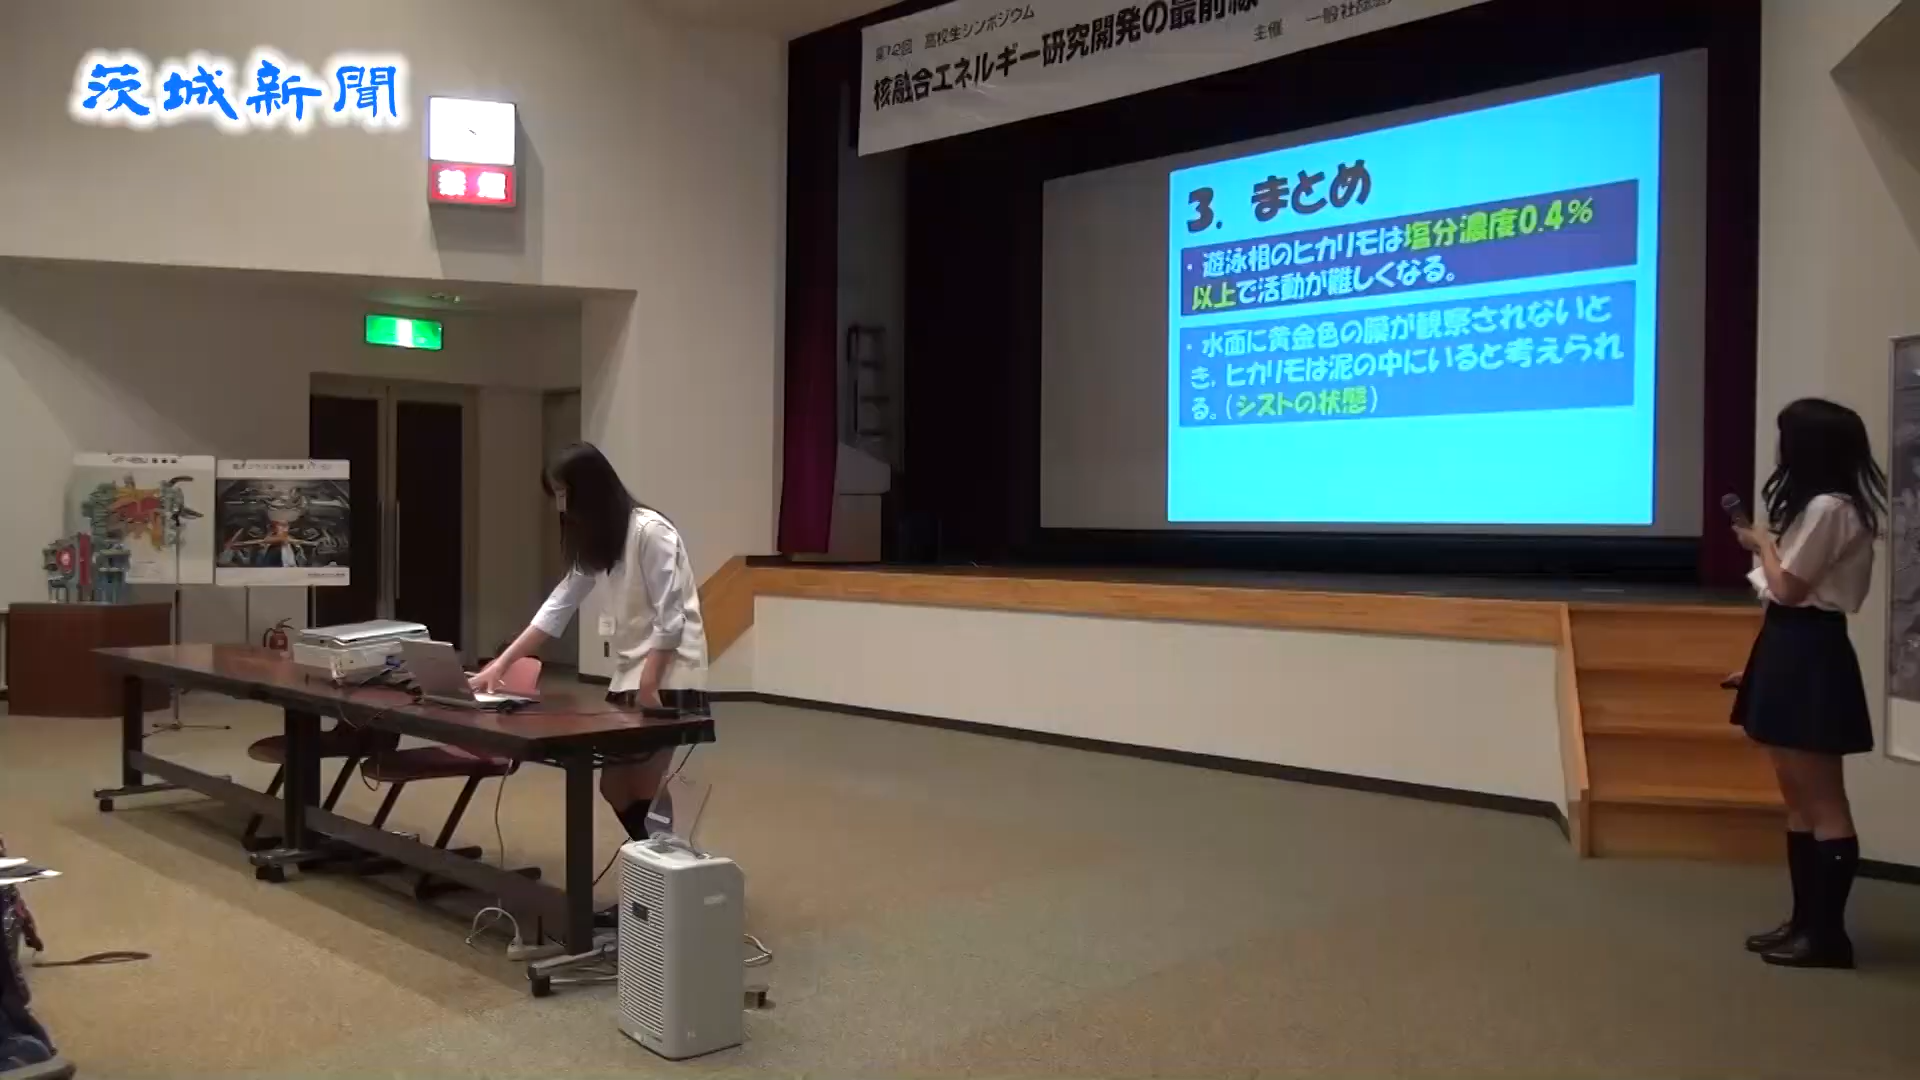 茨城新聞
禁煙
第12回 高校生シンポジウム
核融合エネルギー研究開発の最前線
主催 一般社団法
3. まとめ
・遊泳相のヒカリモは塩分濃度0.4%
以上で活動が難しくなる。
・水面に黄金色の膜が観察されないと
き,ヒカリモは泥の中にいると考えられ
る。(シストの状態)